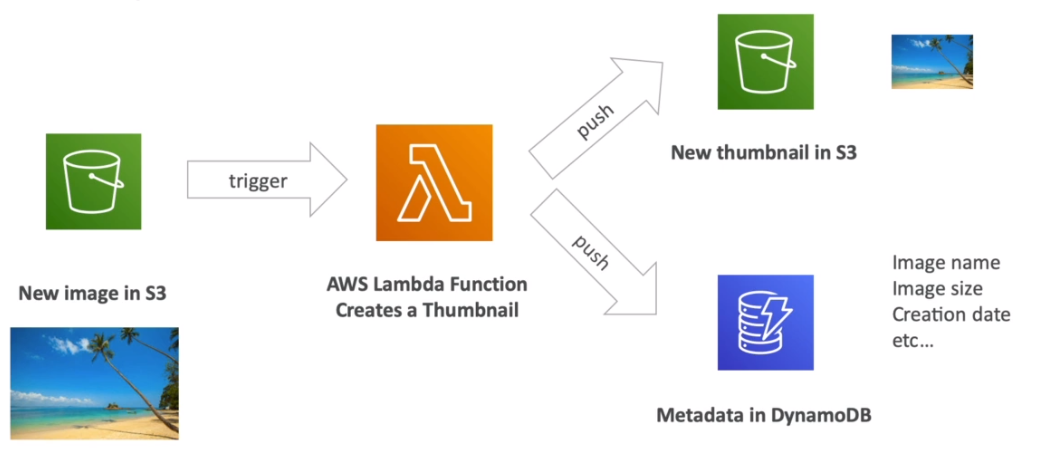 New image in S3
trigger
AWS Lambda Function
Creates a Thumbnail
push
New thumbnail in S3
push
Metadata in DynamoDB
Image name
Image size
Creation date
etc...